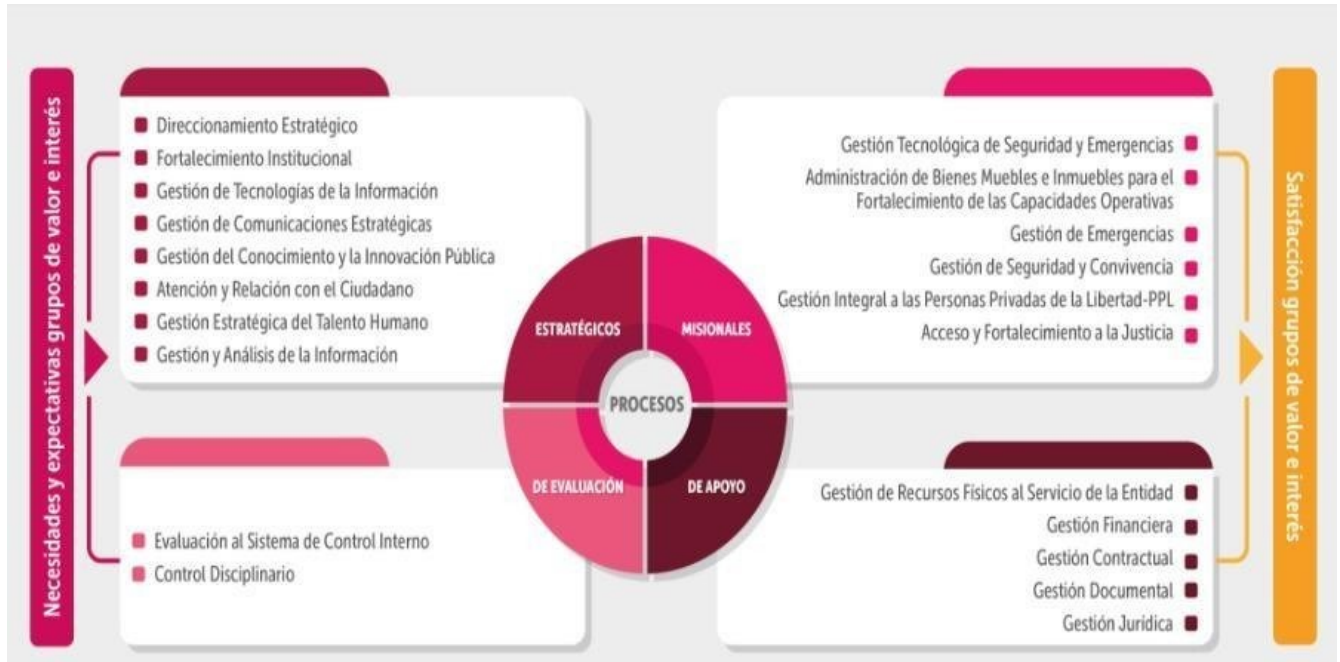 Necesidades y expectativas grupos de valor e interés
Direccionamiento Estratégico
Fortalecimiento Institucional
Gestión de Tecnologías de la Información
Gestión de Comunicaciones Estratégicas
Gestión del Conocimiento y la Innovación Pública
Atención y Relación con el Ciudadano
Gestión Estratégica del Talento Humano
Gestión y Análisis de la Información
Gestión Tecnológica de Seguridad y Emergencias
Administración de Bienes Muebles e Inmuebles para el
Fortalecimiento de las Capacidades Operativas
Gestión de Emergencias
Gestión de Seguridad y Convivencia
Gestión Integral a las Personas Privadas de la Libertad-PPL
Acceso y Fortalecimiento a la Justicia
ESTRATÉGICOS
MISIONALES
PROCESOS
DE EVALUACIÓN
DE APOYO
Evaluación al Sistema de Control Interno
Control Disciplinario
Gestión de Recursos Físicos al Servicio de la Entidad
Gestión Financiera
Gestión Contractual
Gestión Documental
Gestión Jurídica
Satisfacción grupos de valor e interés